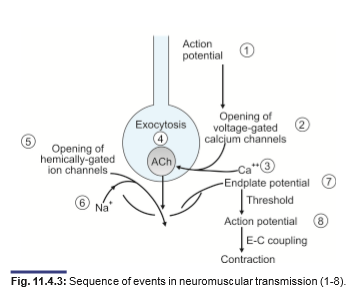 Action
potential
1
Opening of
voltage-gated
calcium channels
2
Exocytosis
4
ACh
5
Opening of
hemically-gated
ion channels
Ca++ 3
Endplate potential 7
6 Na+
Threshold
Action potential 8
E-C coupling
Contraction
Fig. 11.4.3: Sequence of events in neuromuscular transmission (1-8).